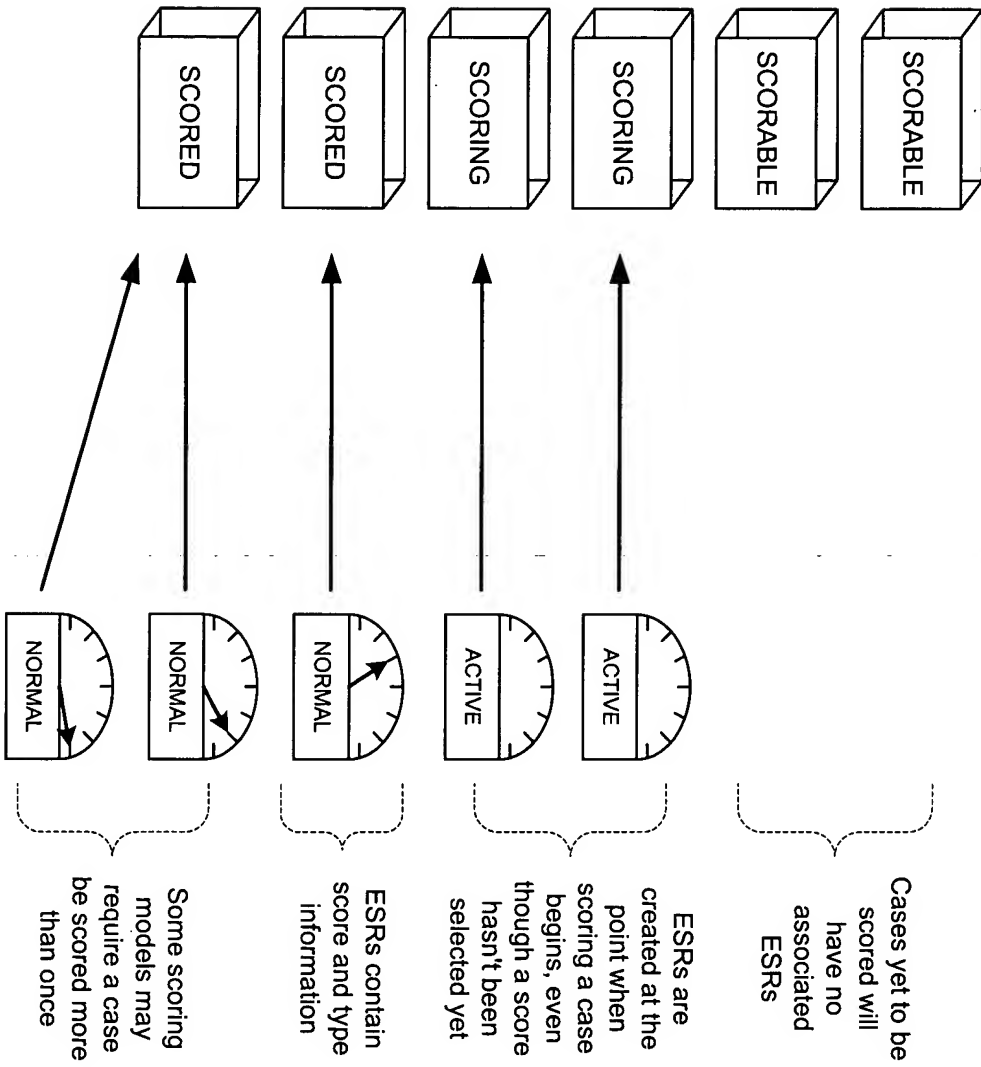 SCORABLE
SCORABLE
SCORING
SCORING
SCORED
SCORED
ACTIVE
ACTIVE
NORMAL
NORMAL
NORMAL
Cases yet to be
scored will
have no
associated
ESRs
ESRs are
created at the
point when
scoring a case
begins, even
though a score
hasn't been
selected yet
ESRs contain
score and type
information
Some scoring
models may
require a case
be scored more
than once